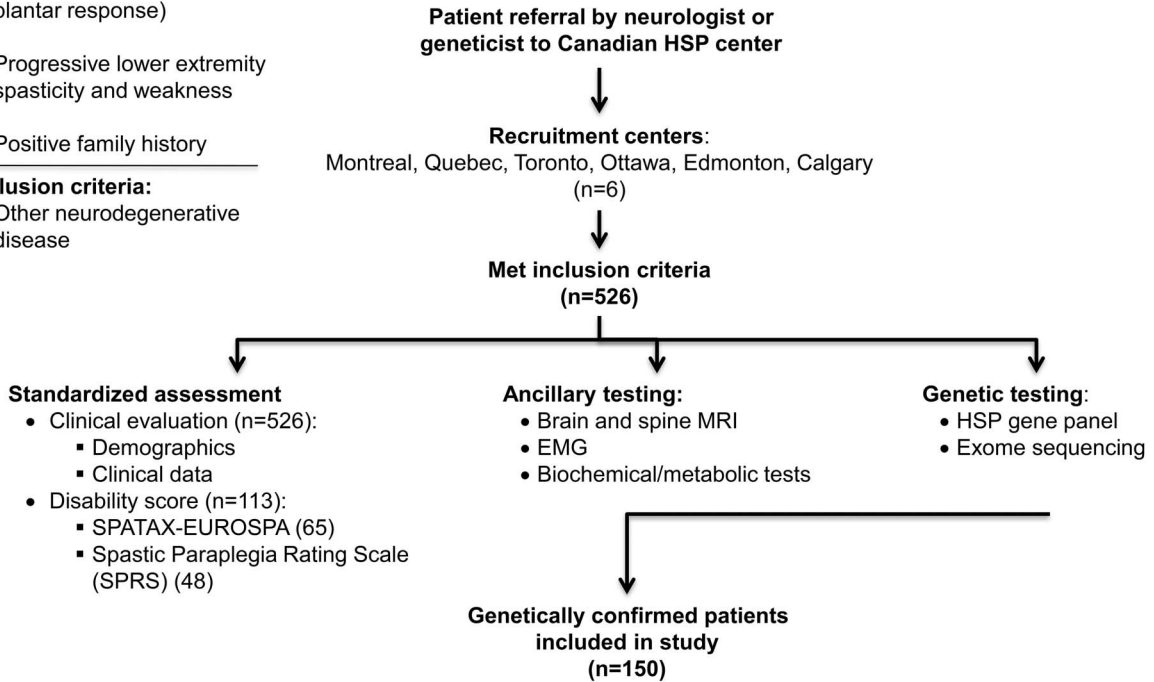 plantar response)
Progressive lower extremity
spasticity and weakness
Positive family history
lusion criteria:
Other neurodegenerative
disease
Patient referral by neurologist or
geneticist to Canadian HSP center
Recruitment centers:
Montreal, Quebec, Toronto, Ottawa, Edmonton, Calgary
(n=6)
Met inclusion criteria
(n=526)
Standardized assessment
• Clinical evaluation (n=526):
▪ Demographics
▪ Clinical data
• Disability score (n=113):
▪ SPATAX-EUROSPA (65)
▪ Spastic Paraplegia Rating Scale
(SPRS) (48)
Ancillary testing:
• Brain and spine MRI
• EMG
• Biochemical/metabolic tests
Genetic testing:
• HSP gene panel
• Exome sequencing
Genetically confirmed patients
included in study
(n=150)